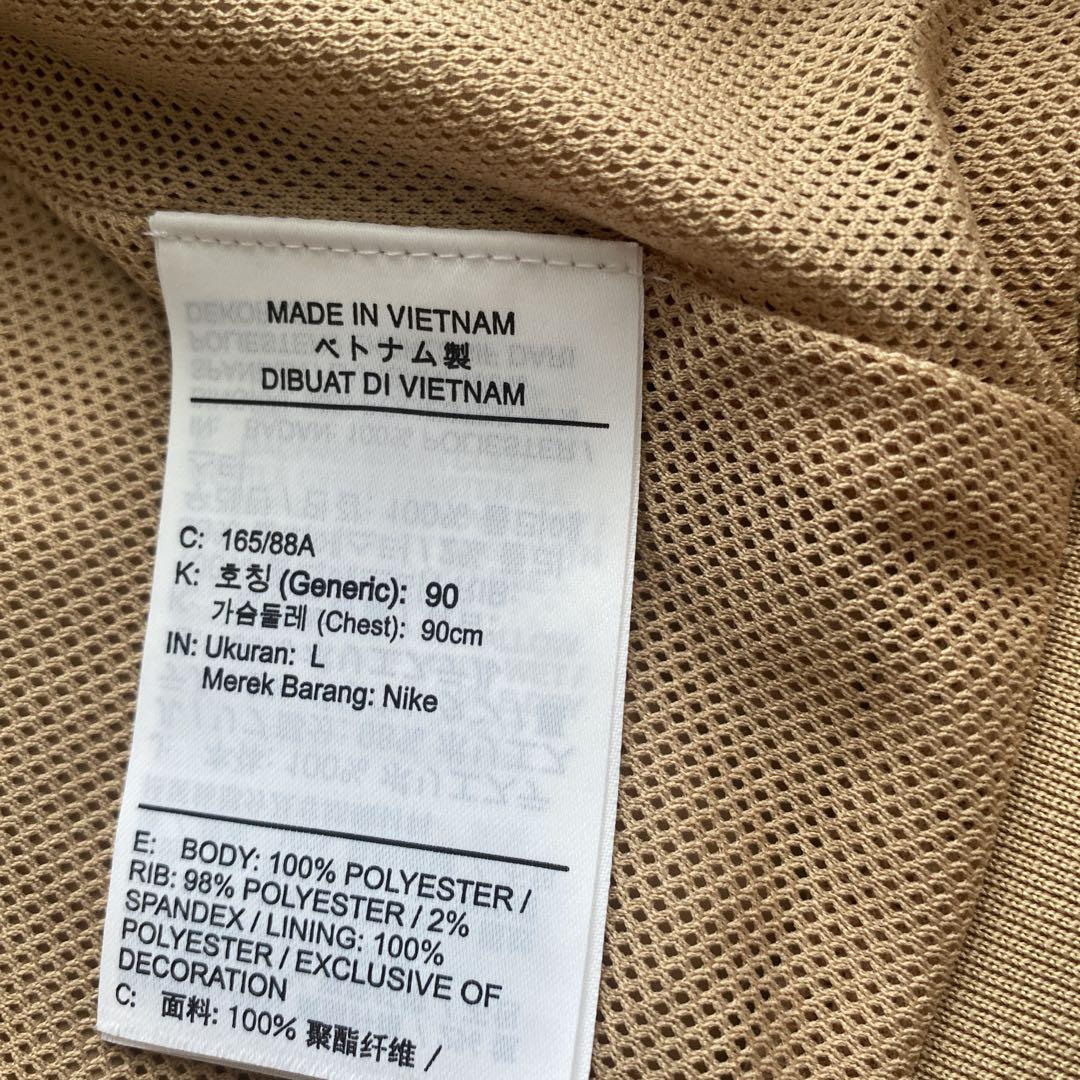 MADE IN VIETNAM
ベトナム製
DIBUAT DI VIETNAM
C: 165/88A
K: 호칭 (Generic): 90
가슴둘레 (Chest): 90cm
IN: Ukuran: L
Merek Barang: Nike
E: BODY: 100% POLYESTER /
RIB: 98% POLYESTER / 2%
SPANDEX / LINING: 100%
POLYESTER / EXCLUSIVE OF
DECORATION
C: 面料: 100% 聚酯纤维 /